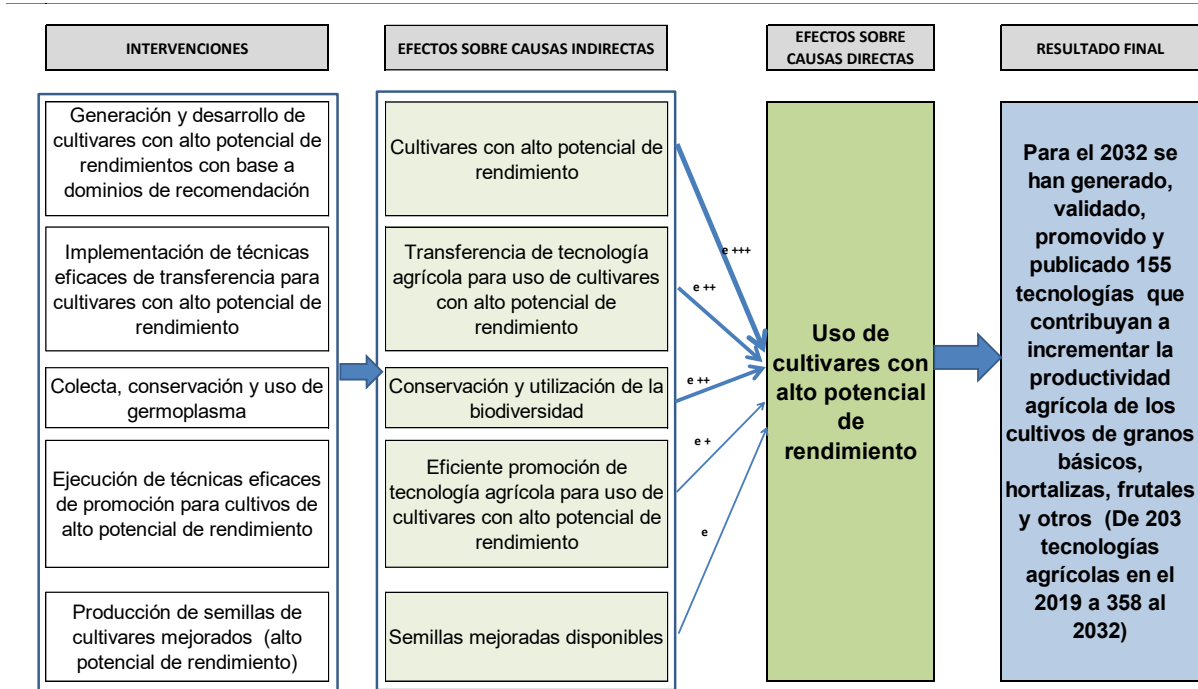 INTERVENCIONES
EFECTOS SOBRE CAUSAS INDIRECTAS
EFECTOS SOBRE
CAUSAS DIRECTAS
RESULTADO FINAL
Generación y desarrollo de
cultivares con alto potencial de
rendimientos con base a
dominios de recomendación
Implementación de técnicas
eficaces de transferencia para
cultivares con alto potencial de
rendimiento
Colecta, conservación y uso de
germoplasma
Ejecución de técnicas eficaces
de promoción para cultivos de
alto potencial de rendimiento
Producción de semillas de
cultivares mejorados (alto
potencial de rendimiento)
Cultivares con alto potencial de
rendimiento
Transferencia de tecnología
agrícola para uso de cultivares
con alto potencial de
rendimiento
Conservación y utilización de la
biodiversidad
Eficiente promoción de
tecnología agrícola para uso de
cultivares con alto potencial de
rendimiento
Semillas mejoradas disponibles
e +++
e ++
e ++
e +
e
Uso de
cultivares con
alto potencial
de
rendimiento
Para el 2032 se
han generado,
validado,
promovido y
publicado 155
tecnologías que
contribuyan a
incrementar la
productividad
agrícola de los
cultivos de granos
básicos,
hortalizas, frutales
y otros (De 203
tecnologías
agrícolas en el
2019 a 358 al
2032)